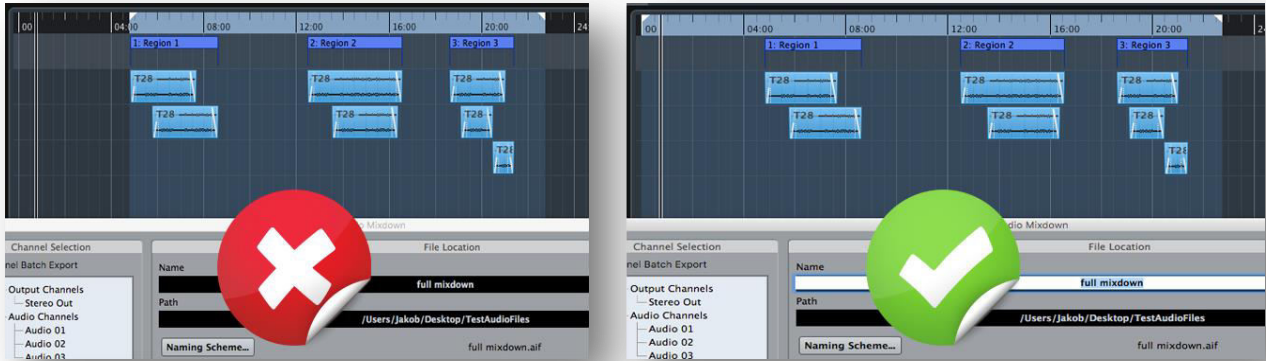 00 04:00 08:00 12:00 16:00 20:00 24
1: Region 1 2: Region 2 3: Region 3
T28 T28 T28
T28 T28 T28
T28
Mixdown
Channel Selection
File Location
nel Batch Export
Name
Output Channels
full mixdown
Stereo Out
Path
Audio Channels
/Users/Jakob/Desktop/TestAudioFiles
Audio 01
Audio 02
Naming Scheme...
full mixdown.aif
Audio 03
00 04:00 08:00 12:00 16:00 20:00 2
1: Region 1 2: Region 2 3: Region 3
T28 T28 T28
T28 T28 T28
T28
dio Mixdown
Channel Selection
File Location
nel Batch Export
Name
Output Channels
full mixdown
Stereo Out
Path
Audio Channels
/Users/Jakob/Desktop/TestAudioFiles
Audio 01
Audio 02
Naming Scheme...
full mixdown.aif
Audio 03